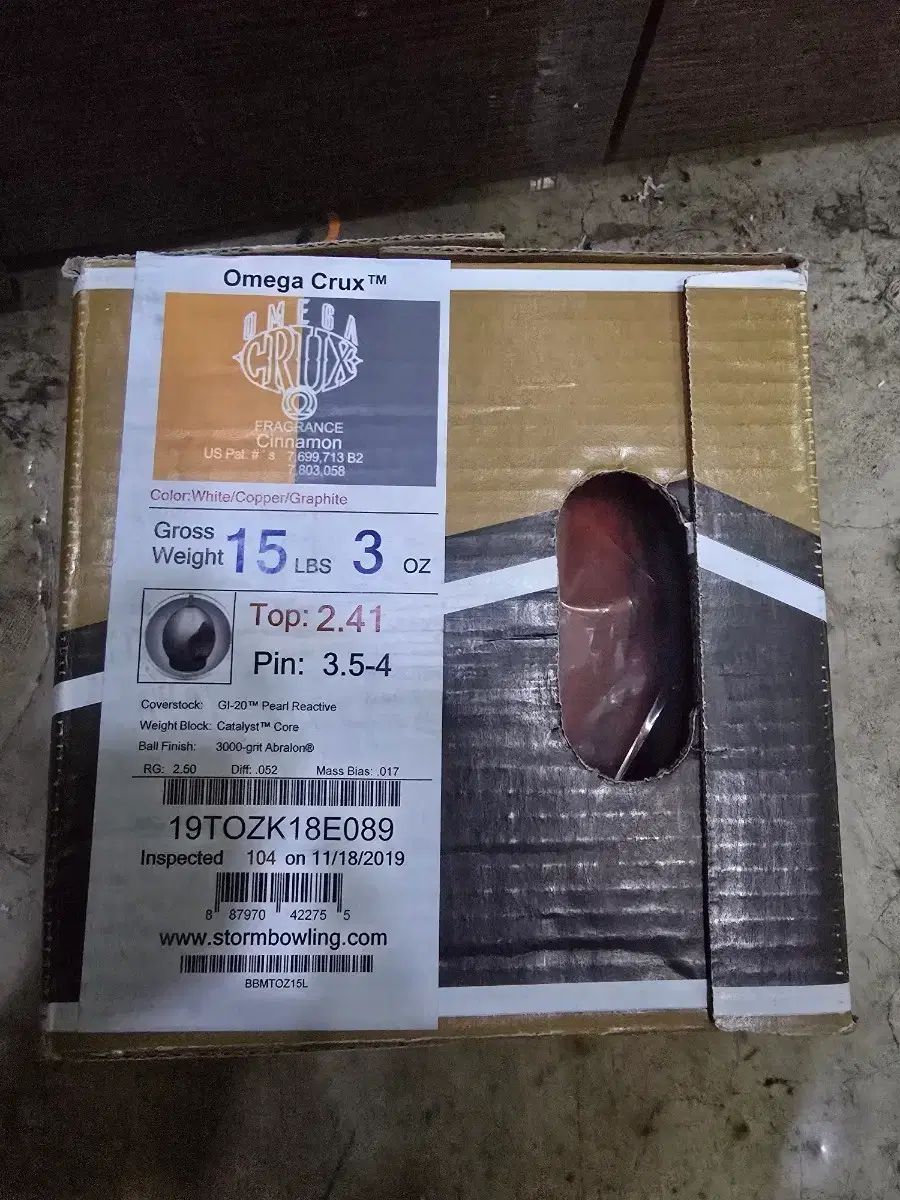 Omega Crux™
OMEGA
CRUX
Ω
FRAGRANCE
Cinnamon
US Pat. #'s 7,699,713 B2
7,803,058
Color:White/Copper/Graphite
Gross
Weight 15 LBS 3 OZ
Top: 2.41
Pin: 3.5-4
Coverstock: GI-20™ Pearl Reactive
Weight Block: Catalyst™ Core
Ball Finish: 3000-grit Abralon®
RG: 2.50 Diff: .052 Mass Bias: .017
19TOZK18E089
Inspected 104 on 11/18/2019
8 87970 42275 5
www.stormbowling.com
BBMTOZ15L